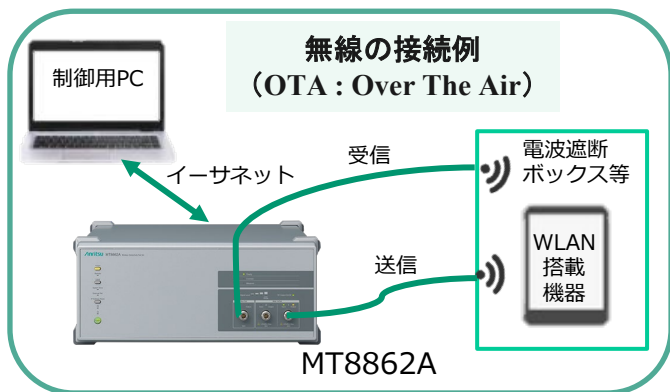 無線の接続例
（OTA : Over The Air）
制御用PC
イーサネット
受信
電波遮断
ボックス等
WLAN
搭載
機器
送信
Anritsu
MT8862A